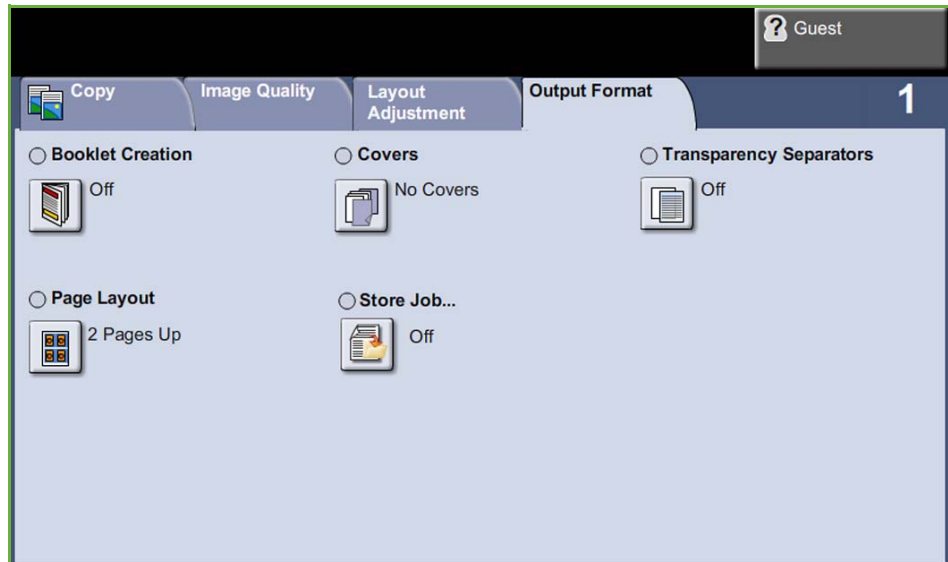 Guest
Copy
Image Quality
Layout
Adjustment
Output Format
1
Booklet Creation
Off
Covers
No Covers
Transparency Separators
Off
Page Layout
2 Pages Up
Store Job...
Off